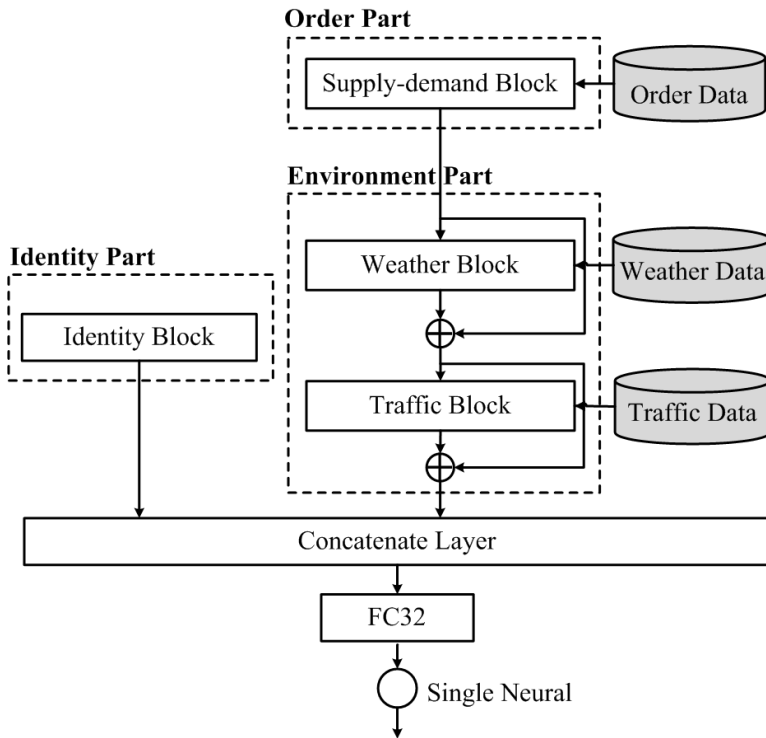 Order Part
Supply-demand Block
Order Data
Environment Part
Identity Part
Weather Block
Weather Data
Identity Block
Traffic Block
Traffic Data
Concatenate Layer
FC32
Single Neural